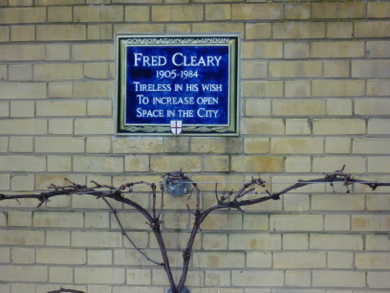 CORPORATION OF LONDON
FRED CLEARY
1905-1984
TIRELESS IN HIS WISH
TO INCREASE OPEN
SPACE IN THE CITY